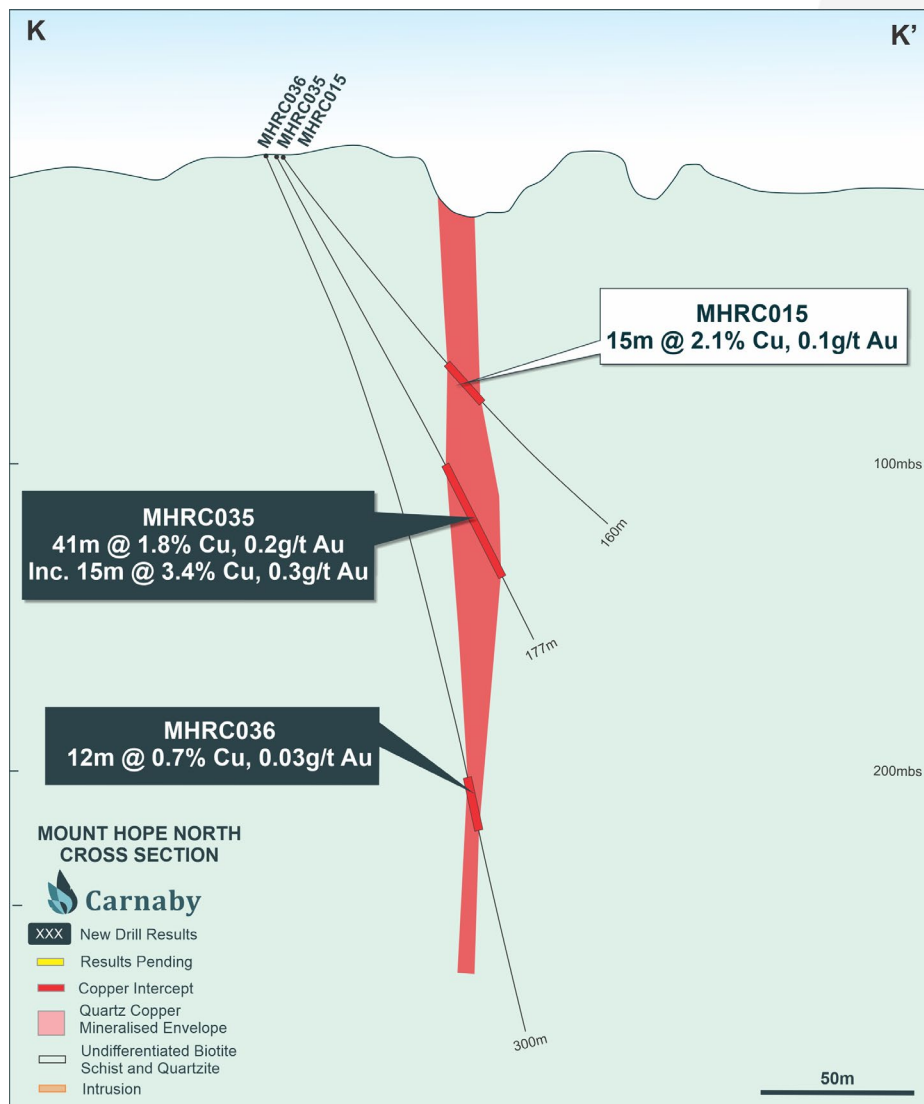 K
K'
MHRC036
MHRC035
MHRC015
MHRC015
15m @ 2.1% Cu, 0.1g/t Au
100mbs
MHRC035
41m @ 1.8% Cu, 0.2g/t Au
Inc. 15m @ 3.4% Cu, 0.3g/t Au
160m
177m
MHRC036
12m @ 0.7% Cu, 0.03g/t Au
200mbs
MOUNT HOPE NORTH
CROSS SECTION
Carnaby
XXX New Drill Results
Results Pending
Copper Intercept
Quartz Copper
Mineralised Envelope
Undifferentiated Biotite
Schist and Quartzite
Intrusion
300m
50m